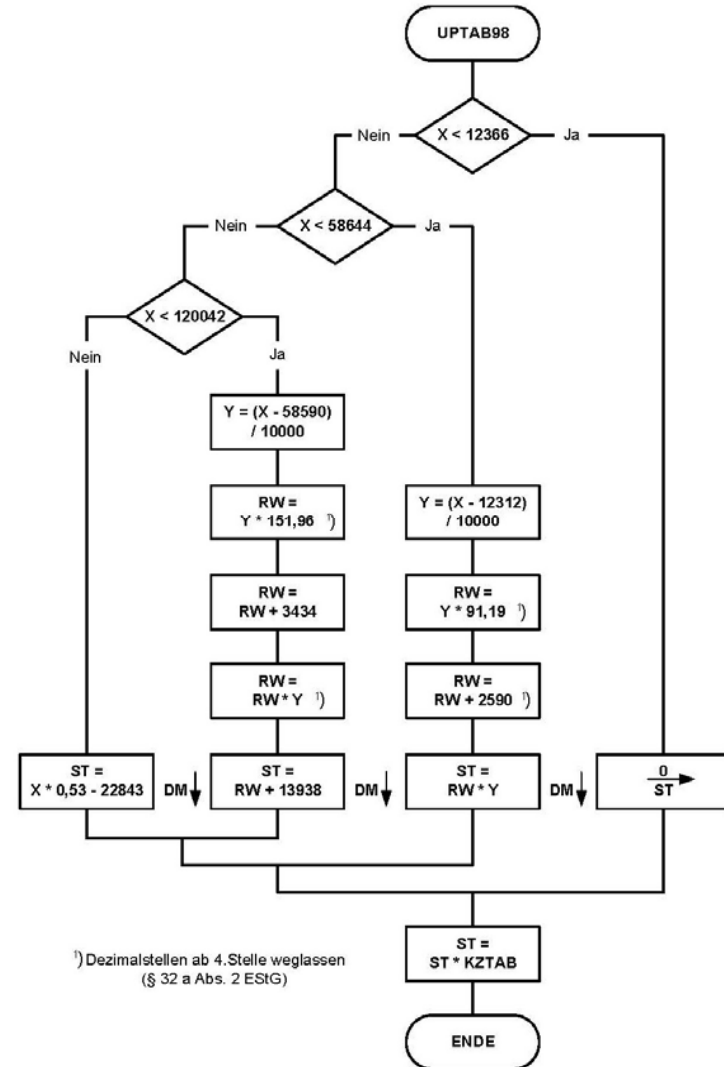 UPTAB98
X < 12366
Nein
Ja
X < 58644
Nein
Ja
X < 120042
Nein
Ja
Y = (X - 58590)
/ 10000
RW =
Y * 151,96 ¹)
Y = (X - 12312)
/ 10000
RW =
RW + 3434
RW =
Y * 91,19 ¹)
RW =
RW * Y ¹)
RW =
RW + 2590 ¹)
ST =
X * 0,53 - 22843
DM
ST =
RW + 13938
DM
ST =
RW * Y
DM
0
ST
ST =
ST * KZTAB
¹) Dezimalstellen ab 4.Stelle weglassen
(§ 32 a Abs. 2 EStG)
ENDE